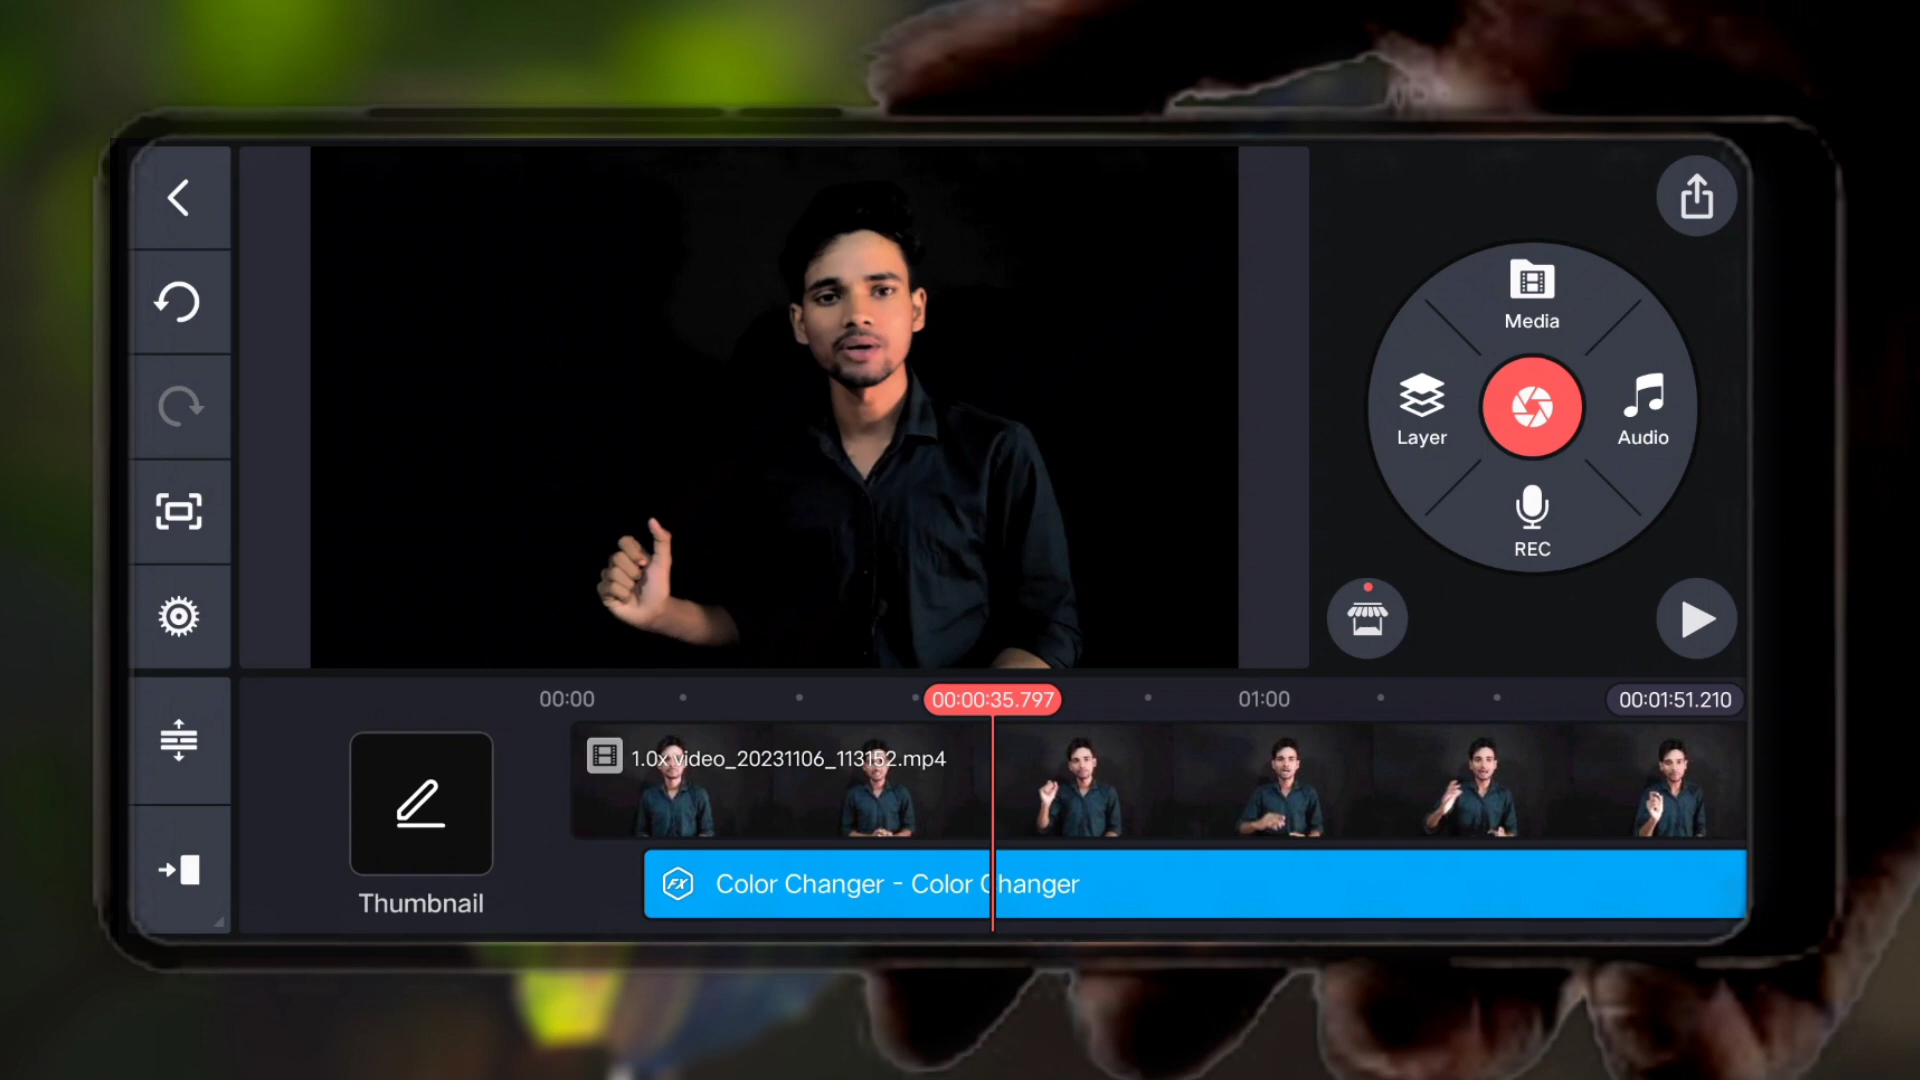 Media
Layer
Audio
REC
00:00
00:00:35.797
01:00
00:01:51.210
1.0x video_20231106_113152.mp4
Thumbnail
FX
Color Changer - Color Changer